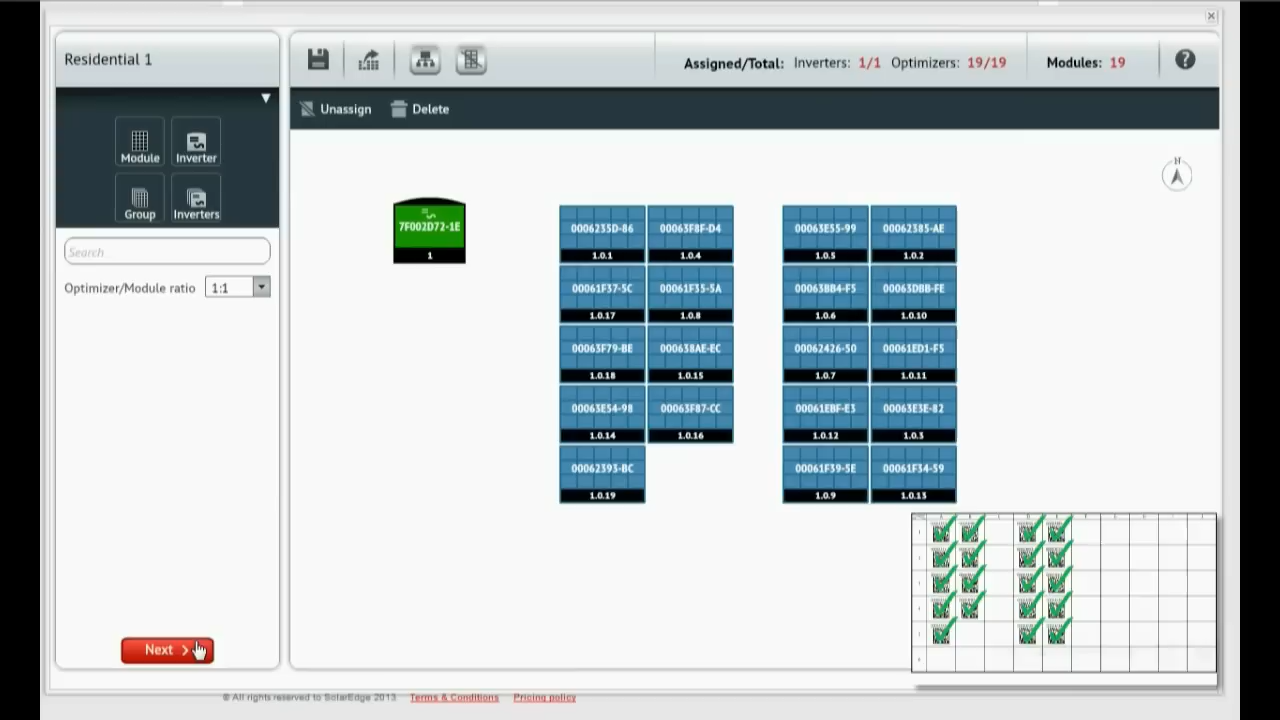 Residential 1
Assigned/Total: Inverters: 1/1 Optimizers: 19/19 Modules: 19
Unassign Delete
Module Inverter
Group Inverters
Search
Optimizer/Module ratio 1:1
N
7F002D72-1E
1
0006235D-86 00063F8F-D4 00063E55-99 00062385-AE
1.0.1 1.0.4 1.0.5 1.0.2
00061F37-5C 00061F35-5A 00063BB4-F5 00063DBB-FE
1.0.17 1.0.8 1.0.6 1.0.10
00063F79-BE 000638AE-EC 00062426-50 00061ED1-F5
1.0.18 1.0.15 1.0.7 1.0.11
00063E54-98 00063F87-CC 00061EBF-E3 00063E3E-82
1.0.14 1.0.16 1.0.12 1.0.3
00062393-BC 00061F39-5E 00061F34-59
1.0.19 1.0.9 1.0.13
Next >
© All rights reserved to SolarEdge 2013 Terms & Conditions Pricing policy